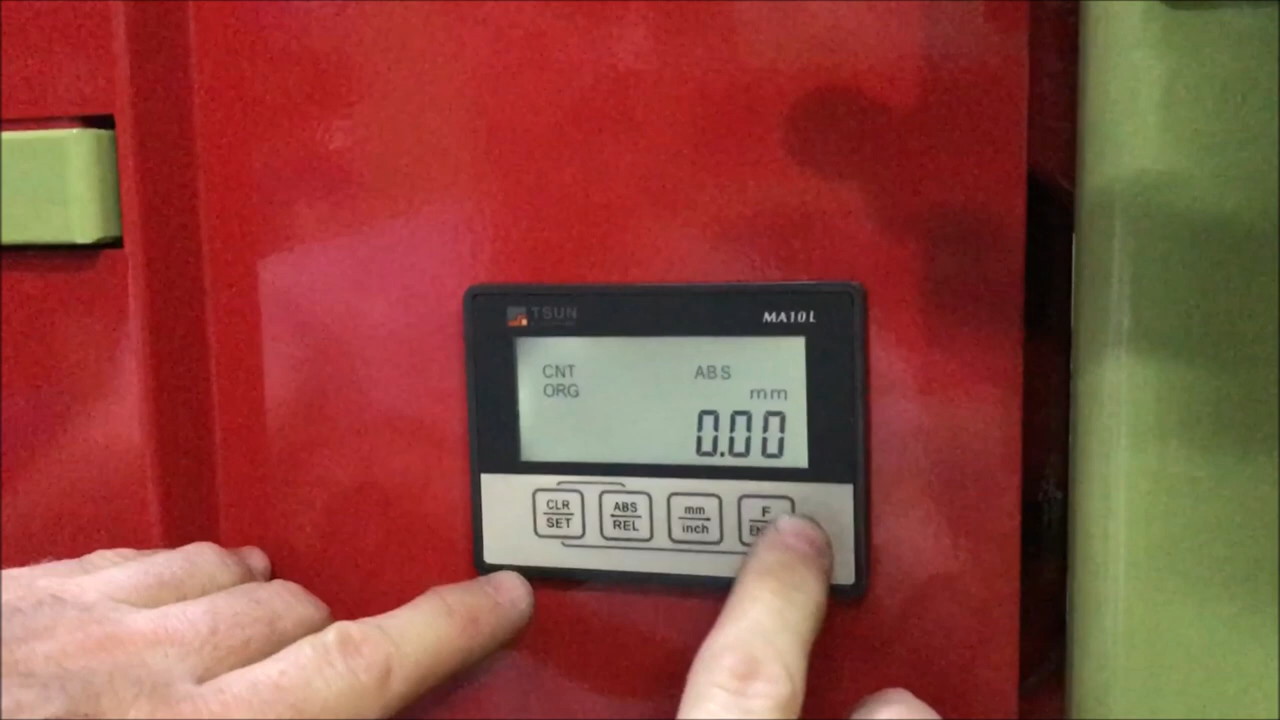 TSUN
MA10L
CNT
ABS
ORG
mm
0.00
CLR
SET
ABS
REL
mm
inch
F